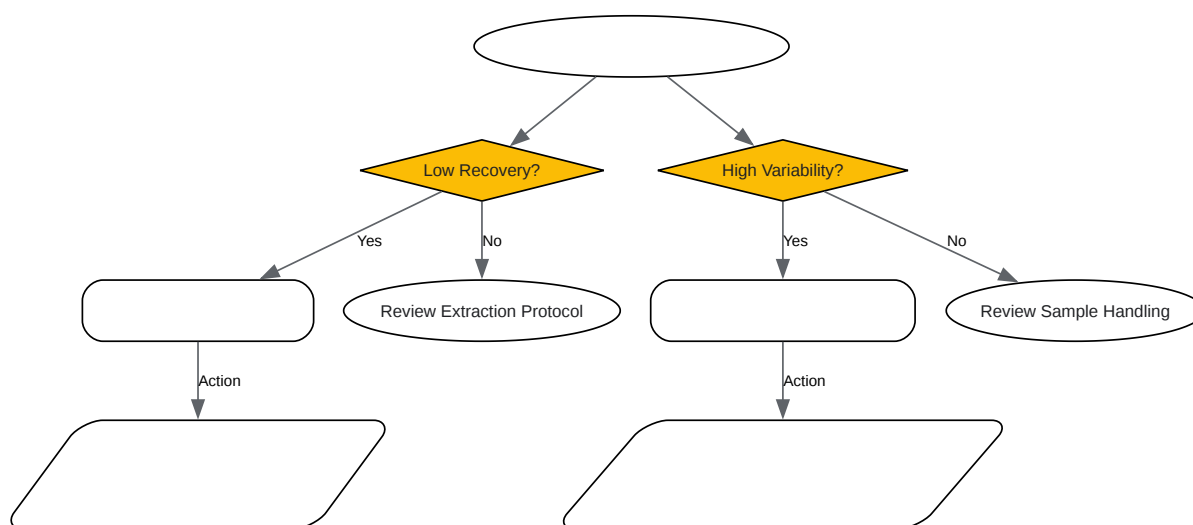 Low Recovery?
High Variability?
Yes
No
Yes
No
Review Extraction Protocol
Review Sample Handling
Action
Action